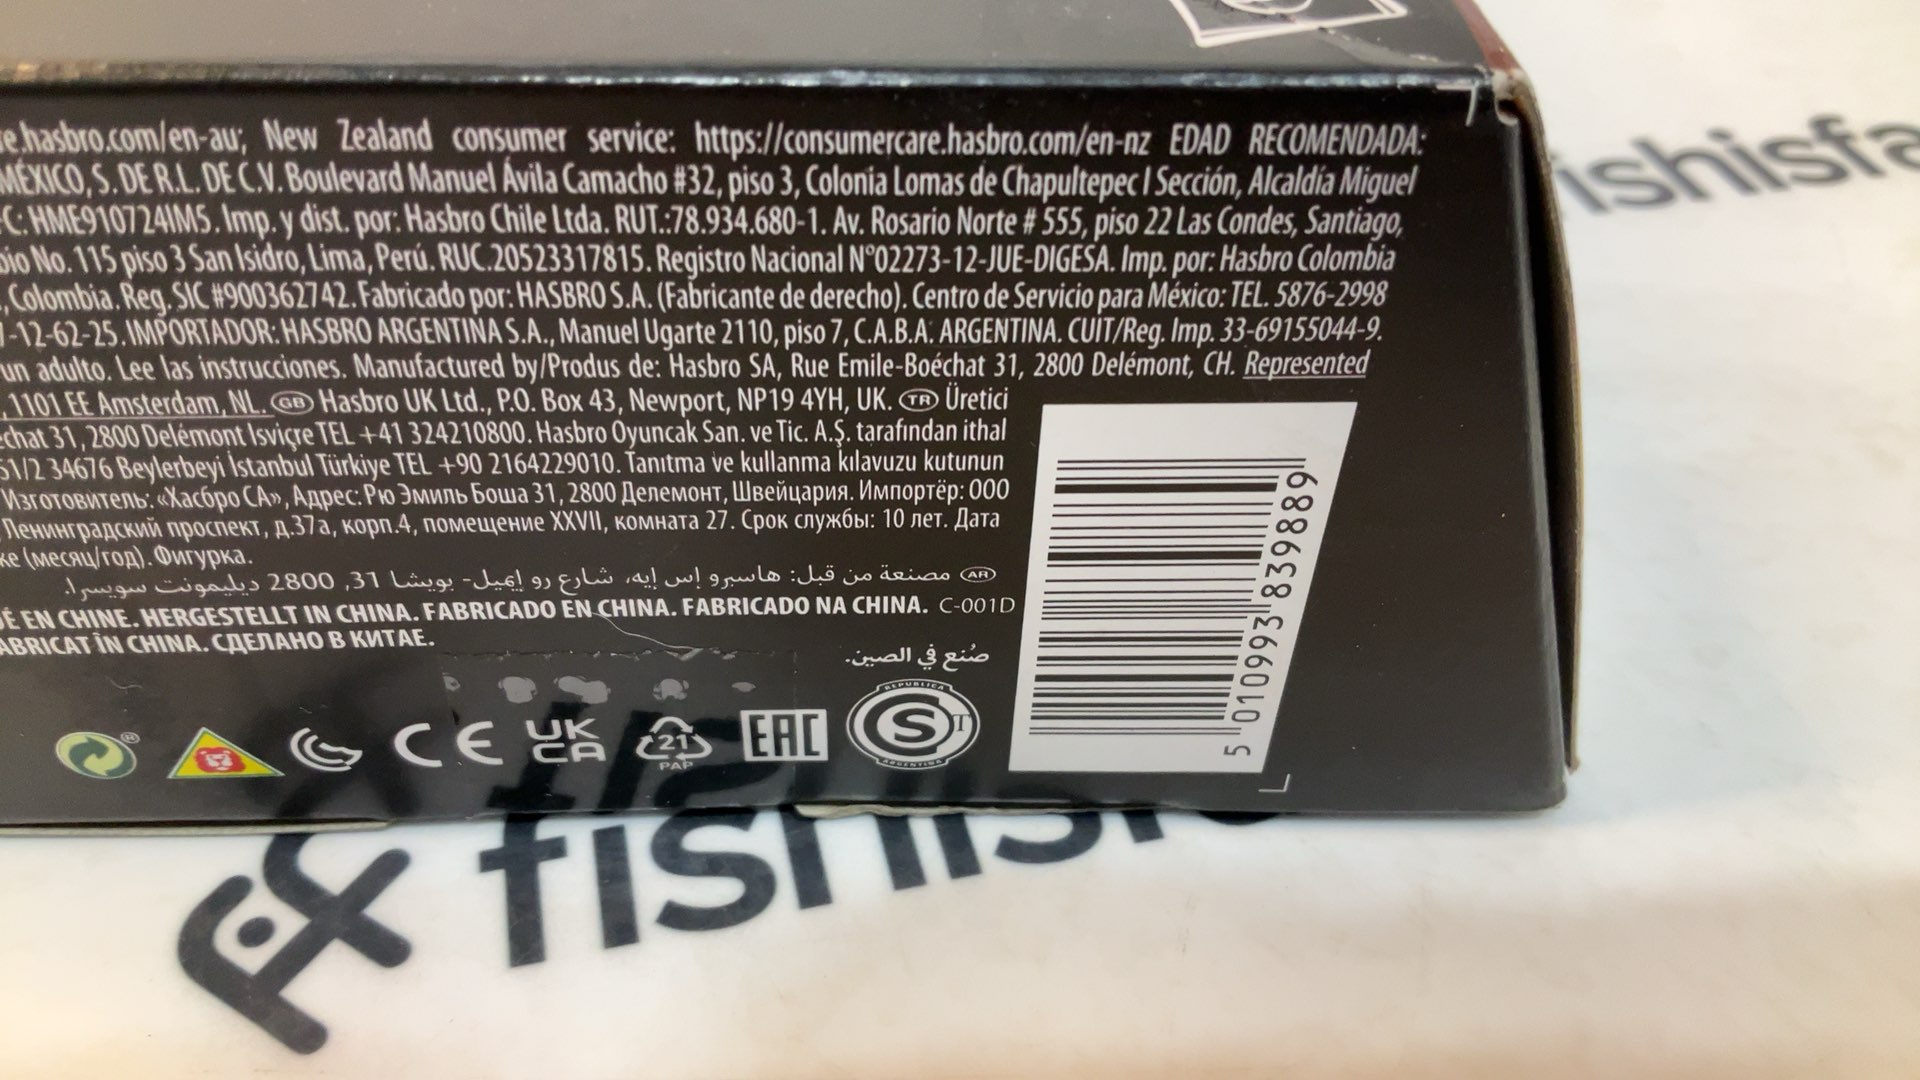 re.hasbro.com/en-au; New Zealand consumer service: https://consumercare.hasbro.com/en-nz EDAD RECOMENDADA:
MÉXICO, S. DE R.L. DE C.V. Boulevard Manuel Ávila Camacho #32, piso 3, Colonia Lomas de Chapultepec I Sección, Alcaldía Miguel
C: HME910724IM5. Imp. y dist. por: Hasbro Chile Ltda. RUT.:78.934.680-1. Av. Rosario Norte # 555, piso 22 Las Condes, Santiago,
No. 115 piso 3 San Isidro, Lima, Perú. RUC.20523317815. Registro Nacional N°02273-12-JUE-DIGESA. Imp. por: Hasbro Colombia
, Colombia. Reg. SIC #900362742. Fabricado por: HASBRO S.A. (Fabricante de derecho). Centro de Servicio para México: TEL. 5876-2998
-12-62-25. IMPORTADOR: HASBRO ARGENTINA S.A., Manuel Ugarte 2110, piso 7, C.A.B.A. ARGENTINA. CUIT/Reg. Imp. 33-69155044-9.
un adulto. Lee las instrucciones. Manufactured by/Produs de: Hasbro SA, Rue Emile-Boéchat 31, 2800 Delémont, CH. Represented
, 1101 EE Amsterdam, NL. GB Hasbro UK Ltd., P.O. Box 43, Newport, NP19 4YH, UK. TR Üretici
échat 31, 2800 Delémont İsviçre TEL +41 324210800. Hasbro Oyuncak San. ve Tic. A.Ş. tarafından ithal
51/2 34676 Beylerbeyi İstanbul Türkiye TEL +90 2164229010. Tanıtma ve kullanma kılavuzu kutunun
Изготовитель: «Хасбро СА», Адрес: Рю Эмиль Боша 31, 2800 Делемонт, Швейцария. Импортёр: ООО
Ленинградский проспект, д.37а, корп.4, помещение XXVII, комната 27. Срок службы: 10 лет. Дата
ке (месяц/год). Фигурка.
AR مصنعة من قبل: هاسبرو إس إيه، شارع رو إيميل- بويشا 31, 2800 ديليمونت سويسرا.
É EN CHINE. HERGESTELLT IN CHINA. FABRICADO EN CHINA. FABRICADO NA CHINA. C-001D
ABRICAT ÎN CHINA. СДЕЛАНО В КИТАЕ.
صُنع في الصين.
CE UK CA 21 PAP EAC REPUBLICA S T ARGENTINA
5 010993 839889
fishisfa
fishisf